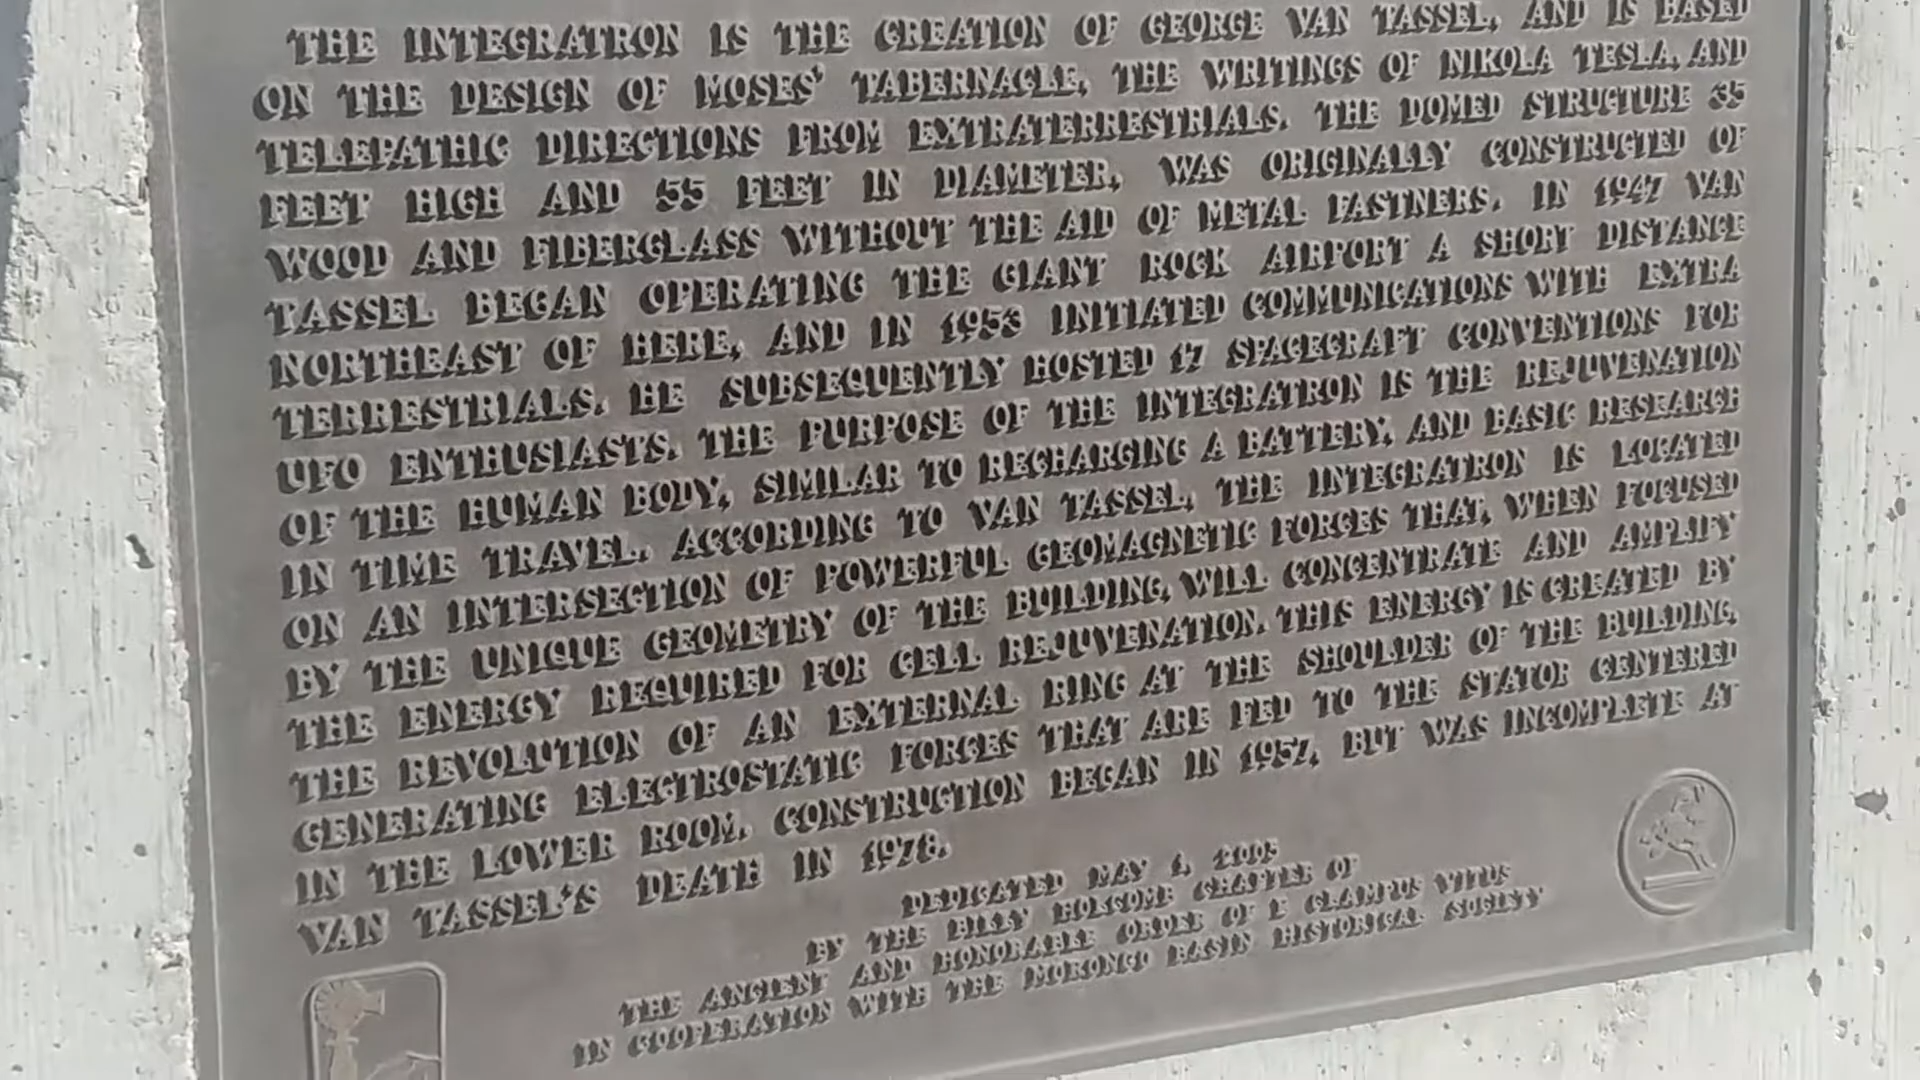 THE INTEGRATRON IS THE CREATION OF GEORGE VAN TASSEL, AND IS BASED
ON THE DESIGN OF MOSES' TABERNACLE, THE WRITINGS OF NIKOLA TESLA, AND
TELEPATHIC DIRECTIONS FROM EXTRATERRESTRIALS. THE DOMED STRUCTURE 35
FEET HIGH AND 55 FEET IN DIAMETER, WAS ORIGINALLY CONSTRUCTED OF
WOOD AND FIBERGLASS WITHOUT THE AID OF METAL FASTNERS. IN 1947 VAN
TASSEL BEGAN OPERATING THE GIANT ROCK AIRPORT A SHORT DISTANCE
NORTHEAST OF HERE, AND IN 1953 INITIATED COMMUNICATIONS WITH EXTRA
TERRESTRIALS. HE SUBSEQUENTLY HOSTED 17 SPACECRAFT CONVENTIONS FOR
UFO ENTHUSIASTS. THE PURPOSE OF THE INTEGRATRON IS THE REJUVENATION
OF THE HUMAN BODY, SIMILAR TO RECHARGING A BATTERY, AND BASIC RESEARCH
IN TIME TRAVEL. ACCORDING TO VAN TASSEL, THE INTEGRATRON IS LOCATED
ON AN INTERSECTION OF POWERFUL GEOMAGNETIC FORCES THAT, WHEN FOCUSED
BY THE UNIQUE GEOMETRY OF THE BUILDING, WILL CONCENTRATE AND AMPLIFY
THE ENERGY REQUIRED FOR CELL REJUVENATION. THIS ENERGY IS CREATED BY
THE REVOLUTION OF AN EXTERNAL RING AT THE SHOULDER OF THE BUILDING,
GENERATING ELECTROSTATIC FORCES THAT ARE FED TO THE STATOR CENTERED
IN THE LOWER ROOM. CONSTRUCTION BEGAN IN 1957, BUT WAS INCOMPLETE AT
VAN TASSEL'S DEATH IN 1978.
DEDICATED MAY 1, 2005
BY THE BILLY HOLCOMB CHAPTER OF
THE ANCIENT AND HONORABLE ORDER OF E CLAMPUS VITUS
IN COOPERATION WITH THE MORONGO BASIN HISTORICAL SOCIETY